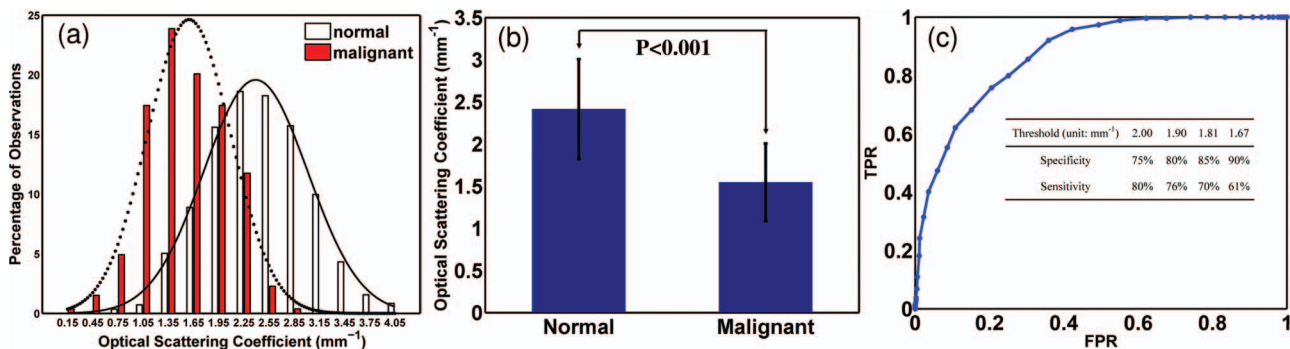 (a)
normal
malignant
25
20
15
10
5
0
Percentage of Observations
0.15 0.45 0.75 1.05 1.35 1.65 1.95 2.25 2.55 2.85 3.15 3.45 3.75 4.05
Optical Scattering Coefficient (mm⁻¹)
(b)
P<0.001
3.5
3
2.5
2
1.5
1
0.5
0
Optical Scattering Coefficient (mm⁻¹)
Normal Malignant
(c)
1
0.8
0.6
0.4
0.2
0
TPR
Threshold (unit: mm⁻¹) 2.00 1.90 1.81 1.67
Specificity 75% 80% 85% 90%
Sensitivity 80% 76% 70% 61%
0 0.2 0.4 0.6 0.8 1
FPR